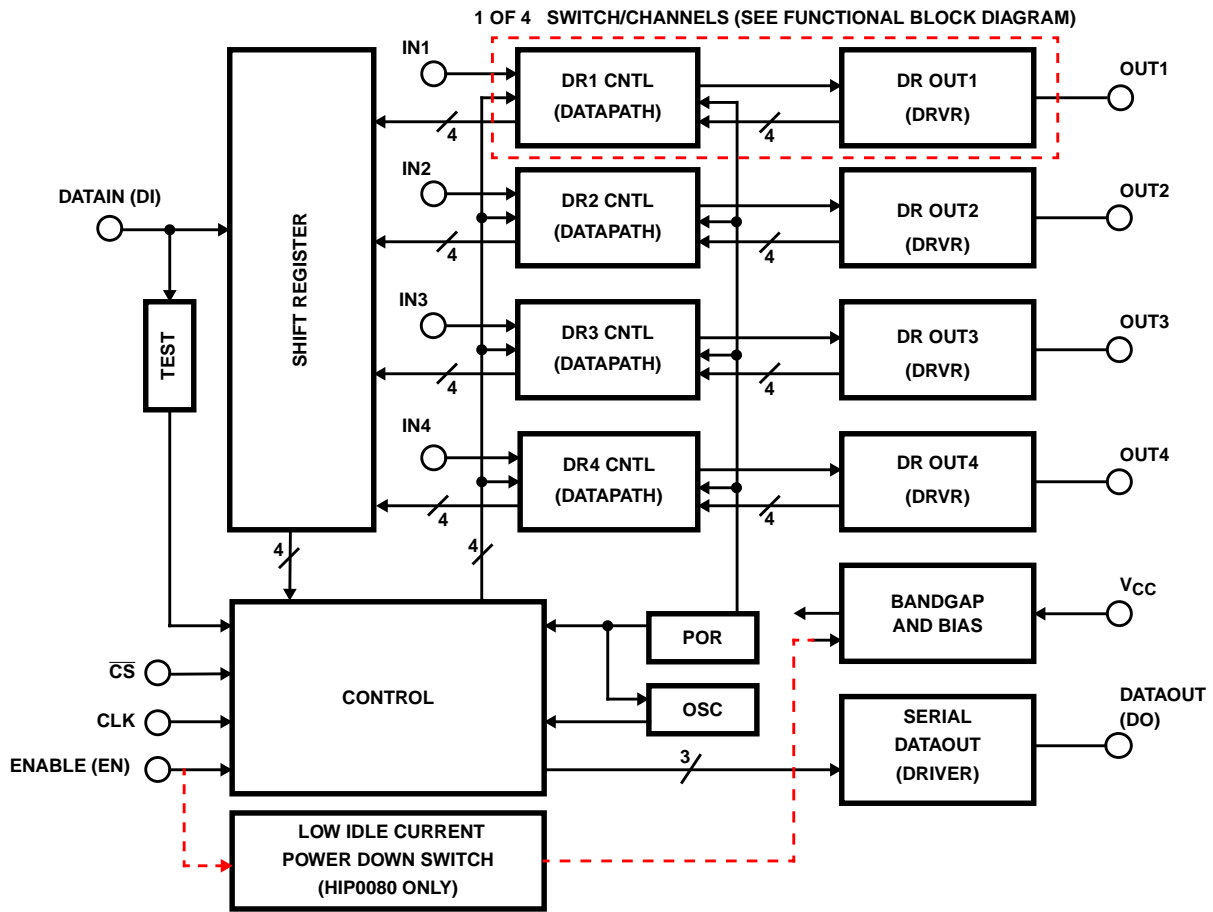 1 OF 4 SWITCH/CHANNELS (SEE FUNCTIONAL BLOCK DIAGRAM)
IN1
DR1 CNTL
(DATAPATH)
DR OUT1
(DRVR)
OUT1
4
4
IN2
DR2 CNTL
(DATAPATH)
DR OUT2
(DRVR)
OUT2
4
4
DATAIN (DI)
SHIFT REGISTER
TEST
IN3
DR3 CNTL
(DATAPATH)
DR OUT3
(DRVR)
OUT3
4
4
IN4
DR4 CNTL
(DATAPATH)
DR OUT4
(DRVR)
OUT4
4
4
4
4
BANDGAP
AND BIAS
VCC
POR
CS
CONTROL
OSC
CLK
ENABLE (EN)
3
SERIAL
DATAOUT
(DRIVER)
DATAOUT
(DO)
LOW IDLE CURRENT
POWER DOWN SWITCH
(HIP0080 ONLY)